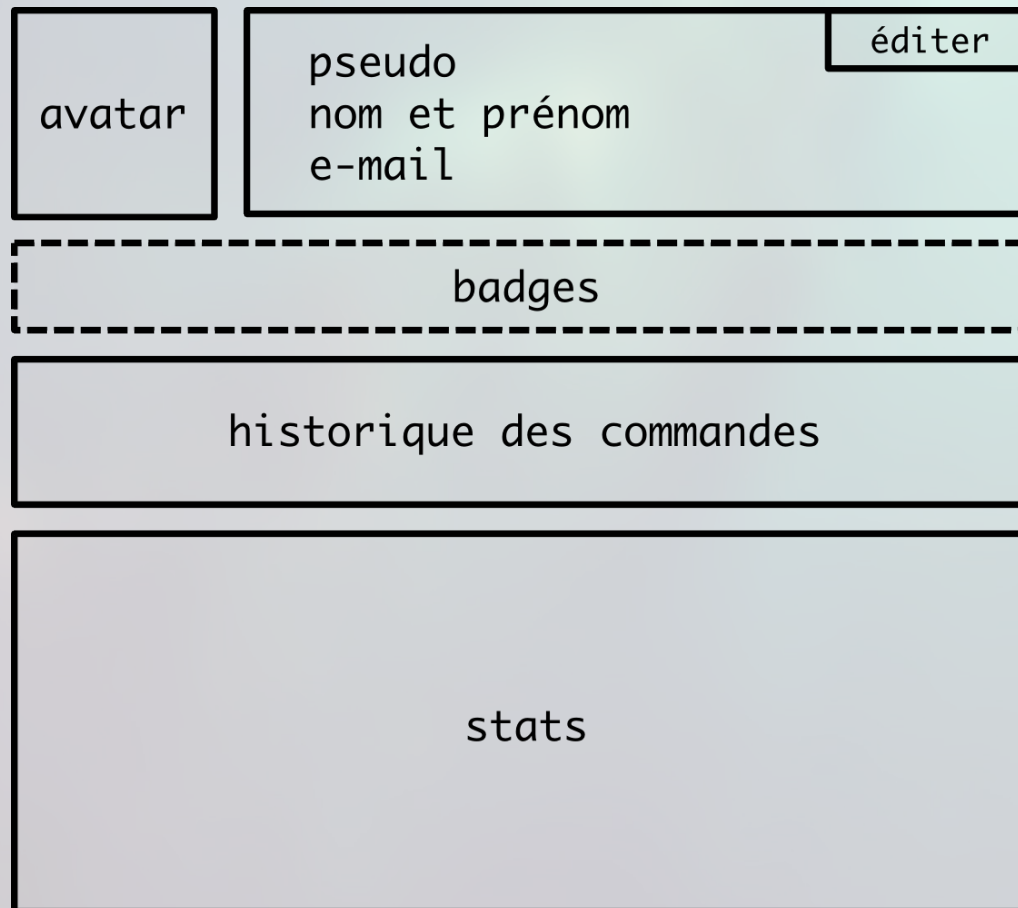 avatar
pseudo
nom et prénom
e-mail
éditer
badges
historique des commandes
stats